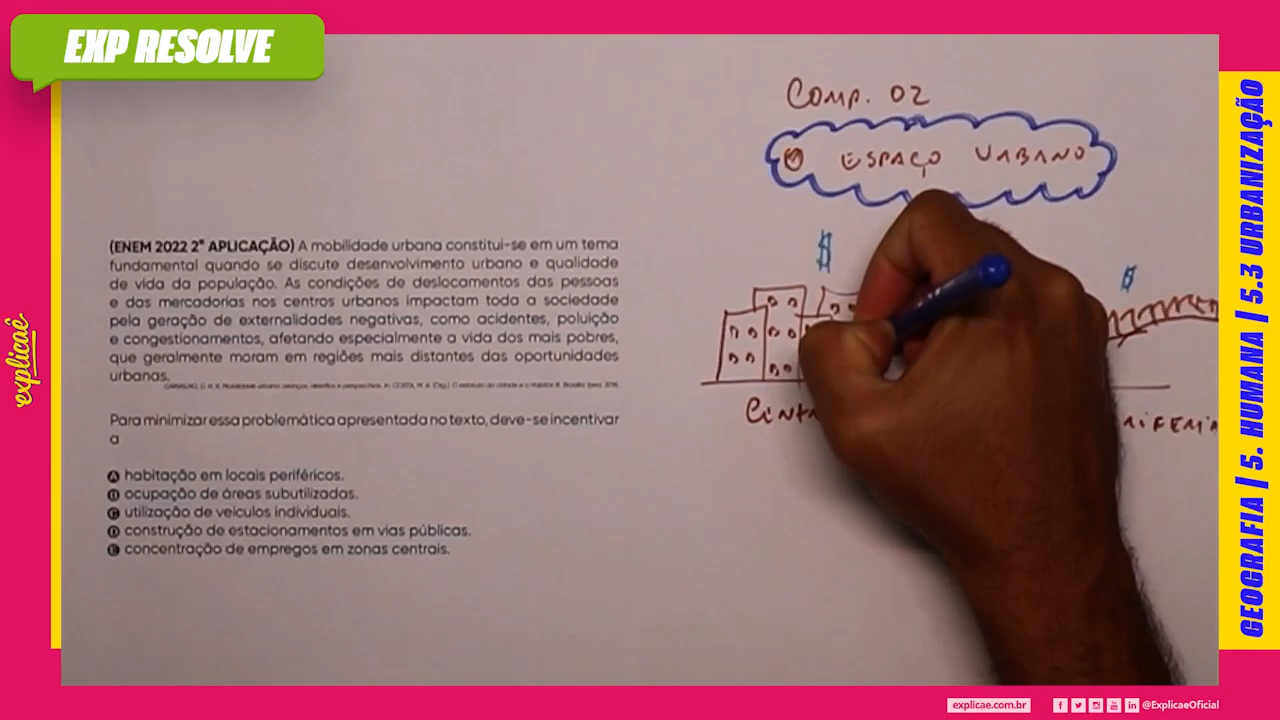 EXP RESOLVE
COMP. 02
ESPAÇO URBANO
$
$
(ENEM 2022 2ª APLICAÇÃO) A mobilidade urbana constitui-se em um tema
fundamental quando se discute desenvolvimento urbano e qualidade
de vida da população. As condições de deslocamentos das pessoas
e das mercadorias nos centros urbanos impactam toda a sociedade
pela geração de externalidades negativas, como acidentes, poluição
e congestionamentos, afetando especialmente a vida dos mais pobres,
que geralmente moram em regiões mais distantes das oportunidades
urbanas.
Para minimizar essa problemática apresentada no texto, deve-se incentivar
a
A habitação em locais periféricos.
B ocupação de áreas subutilizadas.
C utilização de veículos individuais.
D construção de estacionamentos em vias públicas.
E concentração de empregos em zonas centrais.
explicaê
GEOGRAFIA | 5. HUMANA | 5.3 URBANIZAÇÃO
explicae.com.br
@ExplicaeOficial